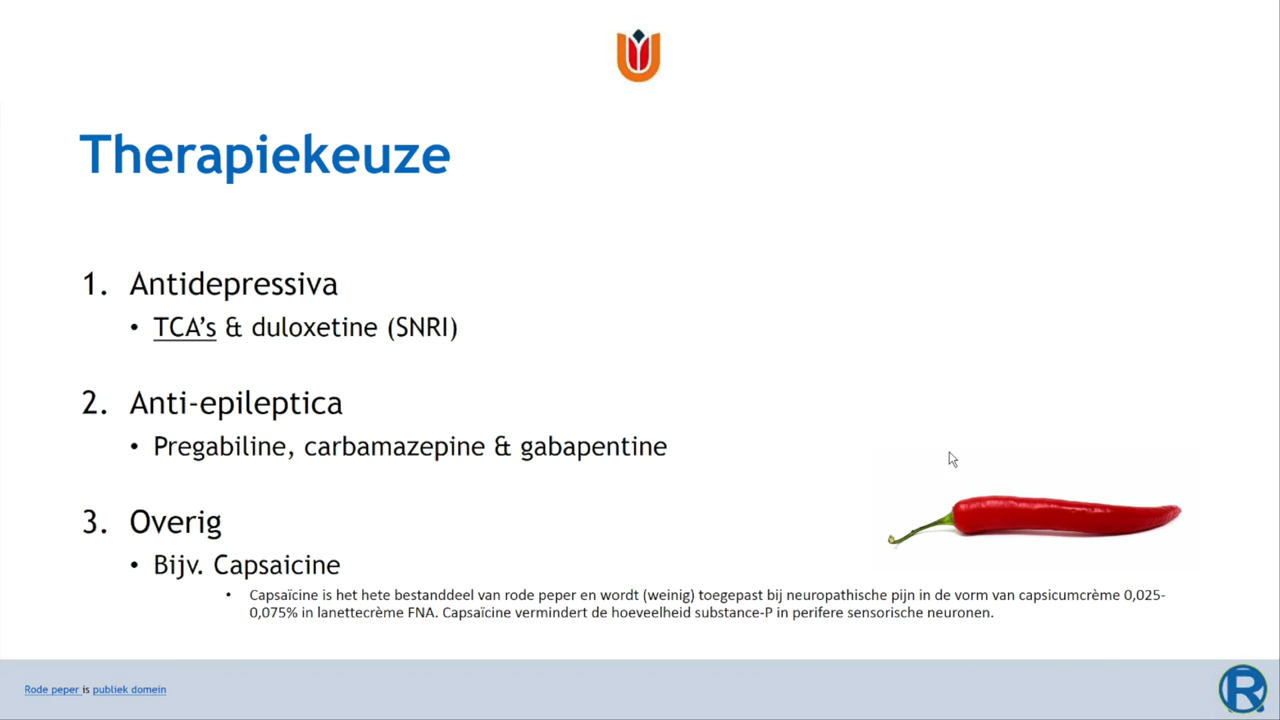 Therapiekeuze
1. Antidepressiva
• TCA's & duloxetine (SNRI)
2. Anti-epileptica
• Pregabiline, carbamazepine & gabapentine
3. Overig
• Bijv. Capsaicine
• Capsaïcine is het hete bestanddeel van rode peper en wordt (weinig) toegepast bij neuropathische pijn in de vorm van capsicumcrème 0,025-
0,075% in lanettecrème FNA. Capsaïcine vermindert de hoeveelheid substance-P in perifere sensorische neuronen.
Rode peper is publiek domein
R